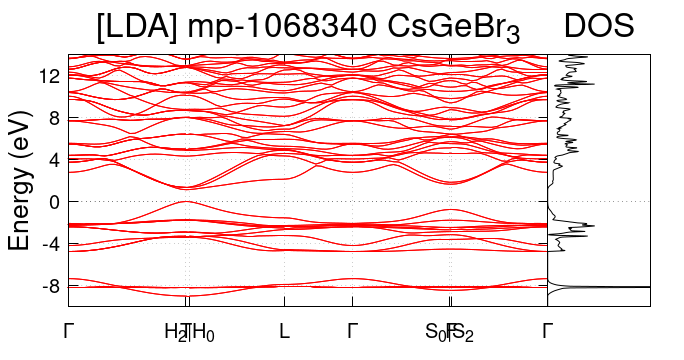 [LDA] mp-1068340 CsGeBr₃ DOS
Energy (eV)
12
8
4
0
-4
-8
Γ H₂ T H₀ L Γ S₀ F S₂ Γ